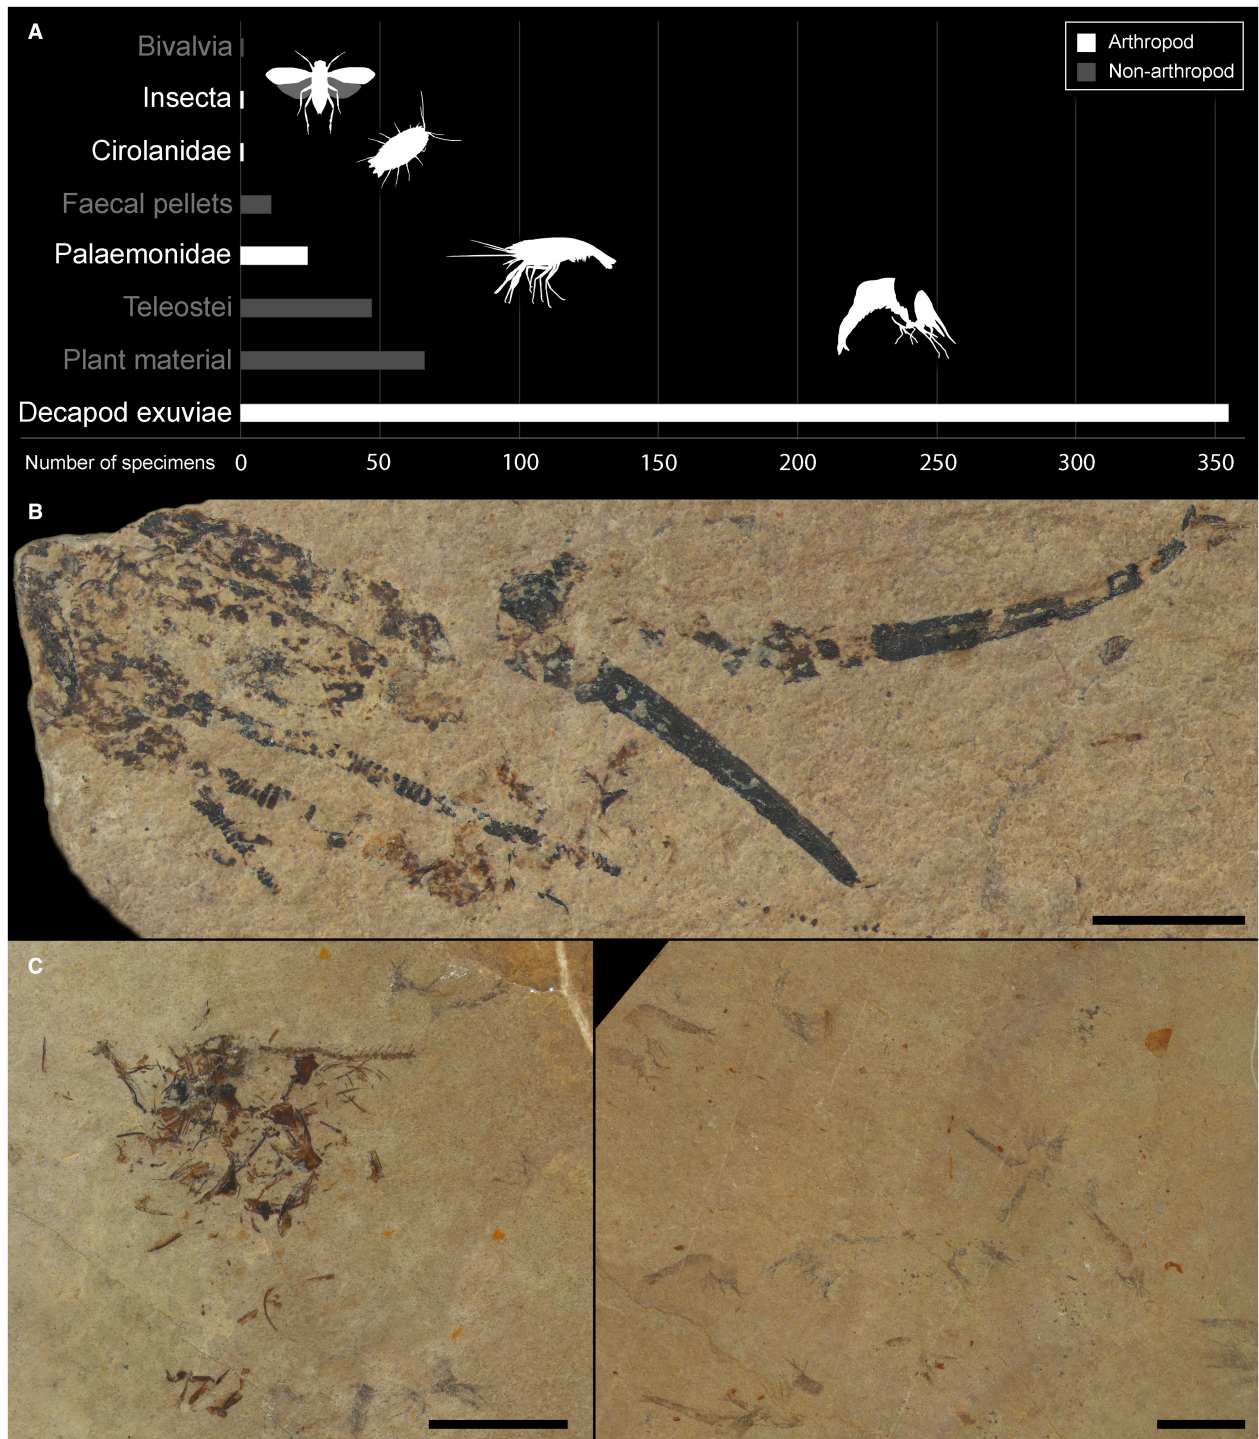 A
Arthropod
Non-arthropod
Bivalvia
Insecta
Cirolanidae
Faecal pellets
Palaemonidae
Teleostei
Plant material
Decapod exuviae
Number of specimens 0 50 100 150 200 250 300 350
B
C